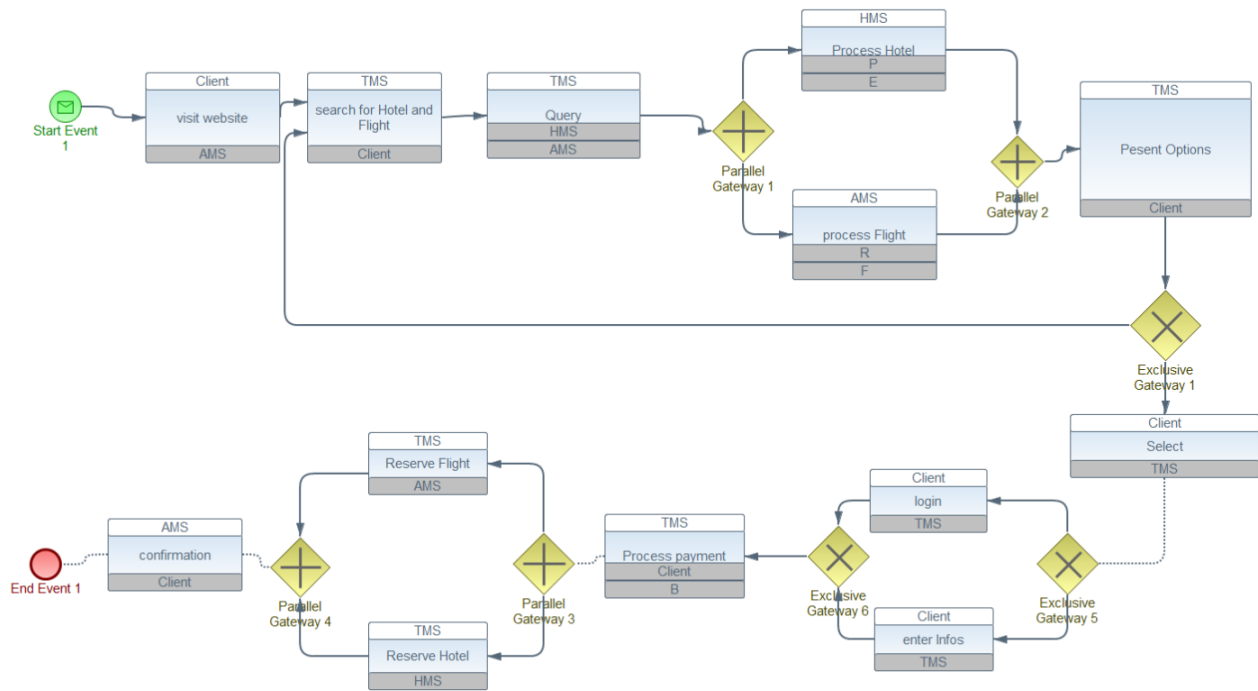 Start Event
1
Client
visit website
AMS
TMS
search for Hotel and
Flight
Client
TMS
Query
HMS
AMS
Parallel
Gateway 1
HMS
Process Hotel
P
E
AMS
process Flight
R
F
Parallel
Gateway 2
TMS
Pesent Options
Client
Exclusive
Gateway 1
Client
Select
TMS
Exclusive
Gateway 5
Client
login
TMS
Client
enter Infos
TMS
Exclusive
Gateway 6
TMS
Process payment
Client
B
Parallel
Gateway 3
TMS
Reserve Flight
AMS
TMS
Reserve Hotel
HMS
Parallel
Gateway 4
AMS
confirmation
Client
End Event 1